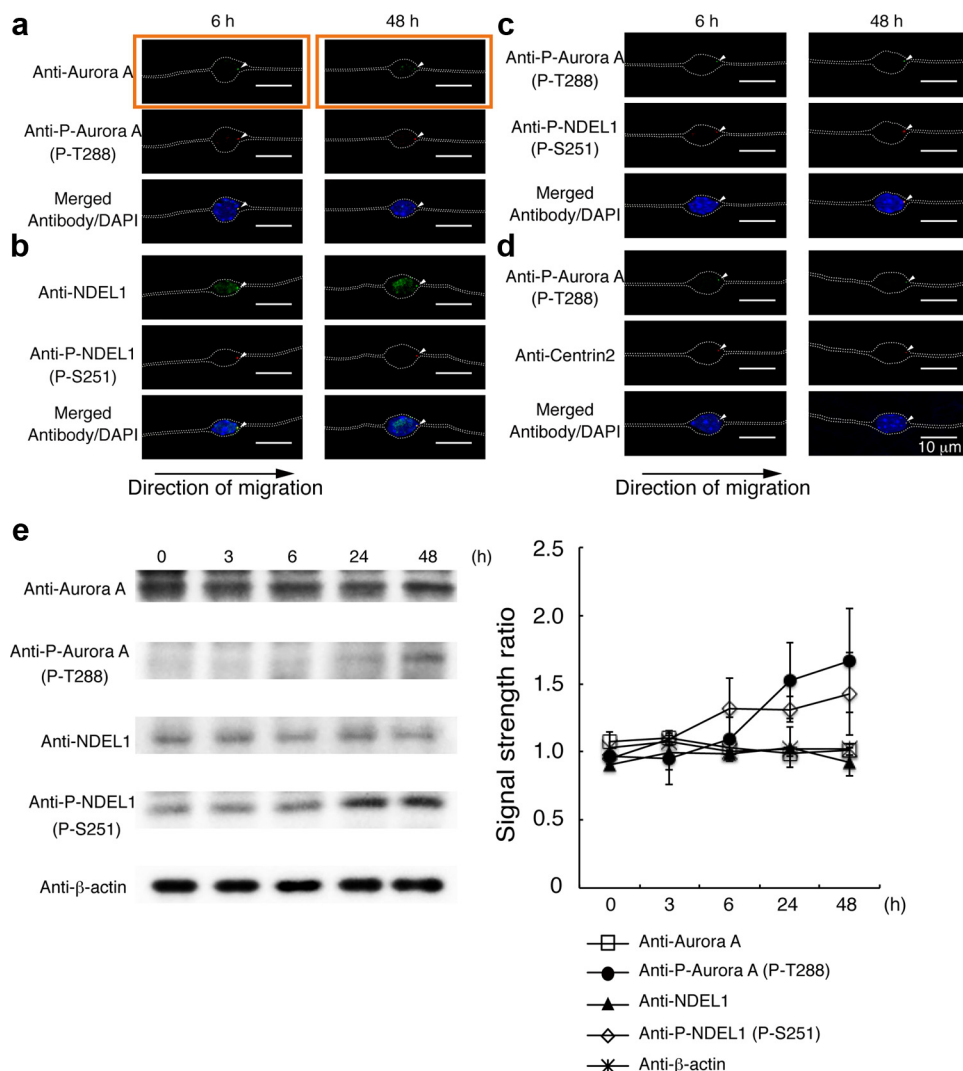 a
6 h
48 h
Anti-Aurora A
Anti-P-Aurora A
(P-T288)
Merged
Antibody/DAPI
b
Anti-NDEL1
Anti-P-NDEL1
(P-S251)
Merged
Antibody/DAPI
Direction of migration
c
6 h
48 h
Anti-P-Aurora A
(P-T288)
Anti-P-NDEL1
(P-S251)
Merged
Antibody/DAPI
d
Anti-P-Aurora A
(P-T288)
Anti-Centrin2
Merged
Antibody/DAPI
10 μm
Direction of migration
e
0 3 6 24 48 (h)
Anti-Aurora A
Anti-P-Aurora A
(P-T288)
Anti-NDEL1
Anti-P-NDEL1
(P-S251)
Anti-β-actin
Signal strength ratio
2.5
2.0
1.5
1.0
0.5
0
0 3 6 24 48 (h)
Anti-Aurora A
Anti-P-Aurora A (P-T288)
Anti-NDEL1
Anti-P-NDEL1 (P-S251)
Anti-β-actin